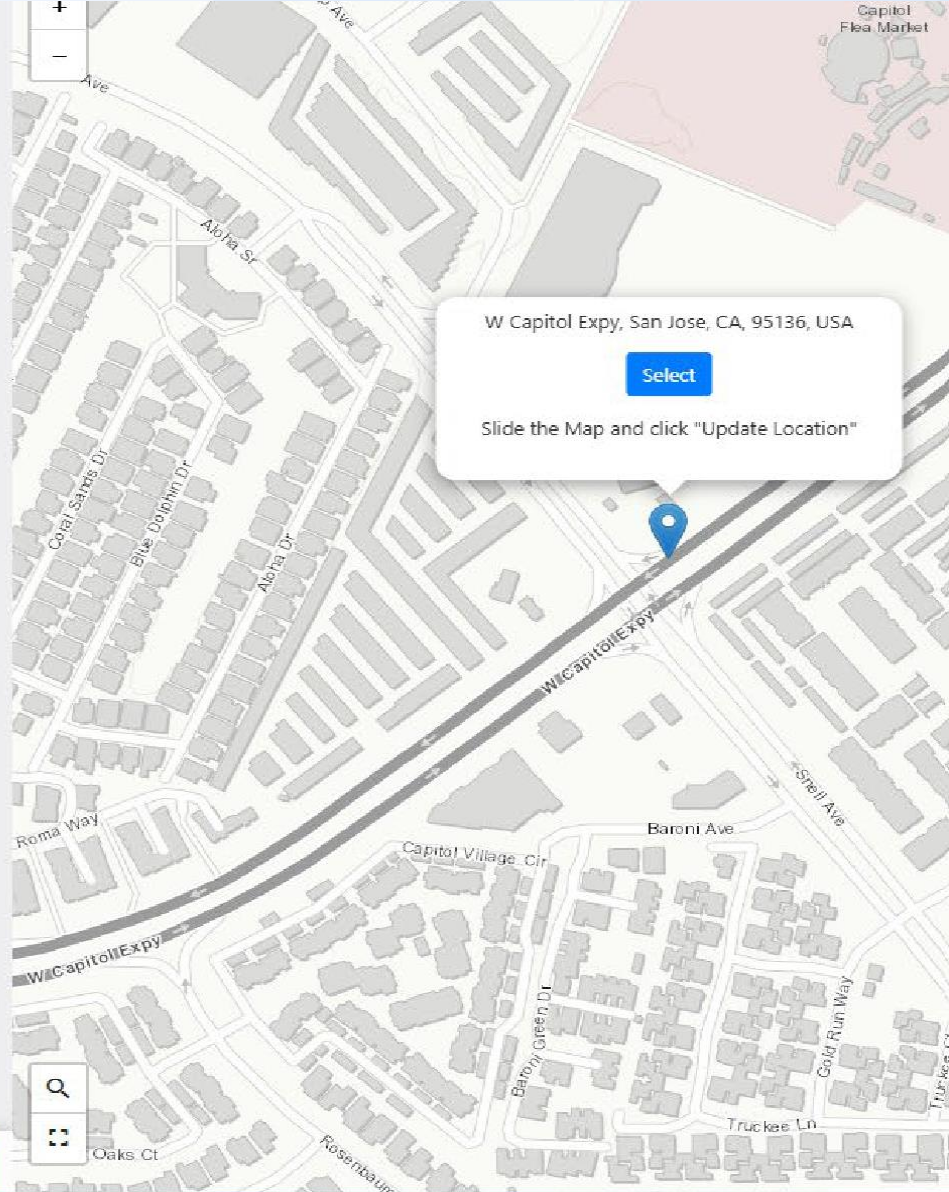 +
−
Ave
Capitol
Flea Market
Ave
Aloha Sr
W Capitol Expy, San Jose, CA, 95136, USA
Select
Slide the Map and click "Update Location"
Coral Sands Dr
Blue Dolphin Dr
Aloha Dr
W Capitol Expy
Snell Ave
Roma Way
Baroni Ave
Capitol Village Cir
W Capitol Expy
Baroni Green Dr
Gold Run Way
Truckee Ln
Oaks Ct
Rosenbaum